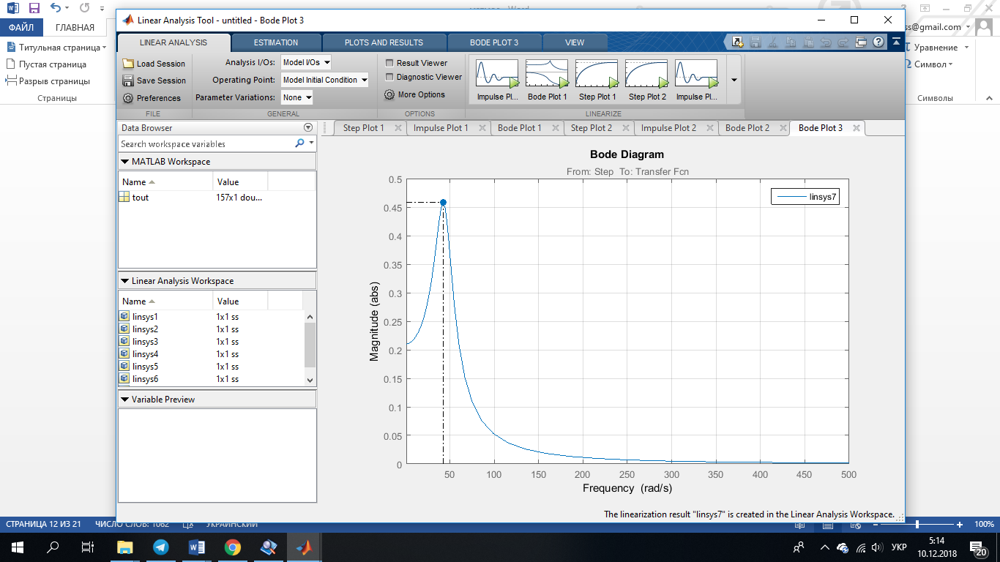 Linear Analysis Tool - untitled - Bode Plot 3
ФАЙЛ
ГЛАВНАЯ
ss@gmail.com
Титульная страница
Пустая страница
Разрыв страницы
Страницы
Уравнение
Символ
Символы
LINEAR ANALYSIS
ESTIMATION
PLOTS AND RESULTS
BODE PLOT 3
VIEW
Load Session
Save Session
Preferences
FILE
Analysis I/Os: Model I/Os
Operating Point: Model Initial Condition
Parameter Variations: None
GENERAL
Result Viewer
Diagnostic Viewer
More Options
OPTIONS
Impulse Pl...
Bode Plot 1
Step Plot 1
Step Plot 2
Impulse Pl...
LINEARIZE
Data Browser
Search workspace variables
MATLAB Workspace
Name Value
tout 157x1 dou...
Linear Analysis Workspace
Name Value
linsys1 1x1 ss
linsys2 1x1 ss
linsys3 1x1 ss
linsys4 1x1 ss
linsys5 1x1 ss
linsys6 1x1 ss
Variable Preview
Step Plot 1
Impulse Plot 1
Bode Plot 1
Step Plot 2
Impulse Plot 2
Bode Plot 2
Bode Plot 3
Bode Diagram
From: Step To: Transfer Fcn
linsys7
Magnitude (abs)
0.5
0.45
0.4
0.35
0.3
0.25
0.2
0.15
0.1
0.05
0
50 100 150 200 250 300 350 400 450 500
Frequency (rad/s)
The linearization result "linsys7" is created in the Linear Analysis Workspace.
СТРАНИЦА 12 ИЗ 21
ЧИСЛО СЛОВ: 1062
УКРАИНСКИЙ
100%
УКР
5:14
10.12.2018
20